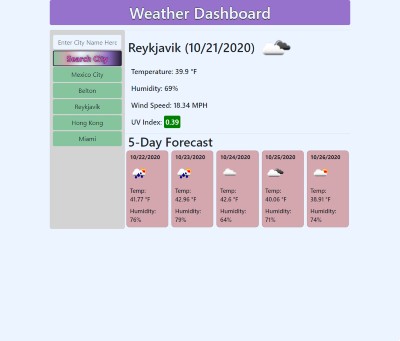 Weather Dashboard
Enter City Name Here
Search City
Mexico City
Belton
Reykjavik
Hong Kong
Miami
Reykjavik (10/21/2020)
Temperature: 39.9 °F
Humidity: 69%
Wind Speed: 18.34 MPH
UV Index: 0.39
5-Day Forecast
10/22/2020
Temp:
41.77 °F
Humidity:
76%
10/23/2020
Temp:
42.96 °F
Humidity:
79%
10/24/2020
Temp:
42.6 °F
Humidity:
64%
10/25/2020
Temp:
40.06 °F
Humidity:
71%
10/26/2020
Temp:
38.91 °F
Humidity:
74%